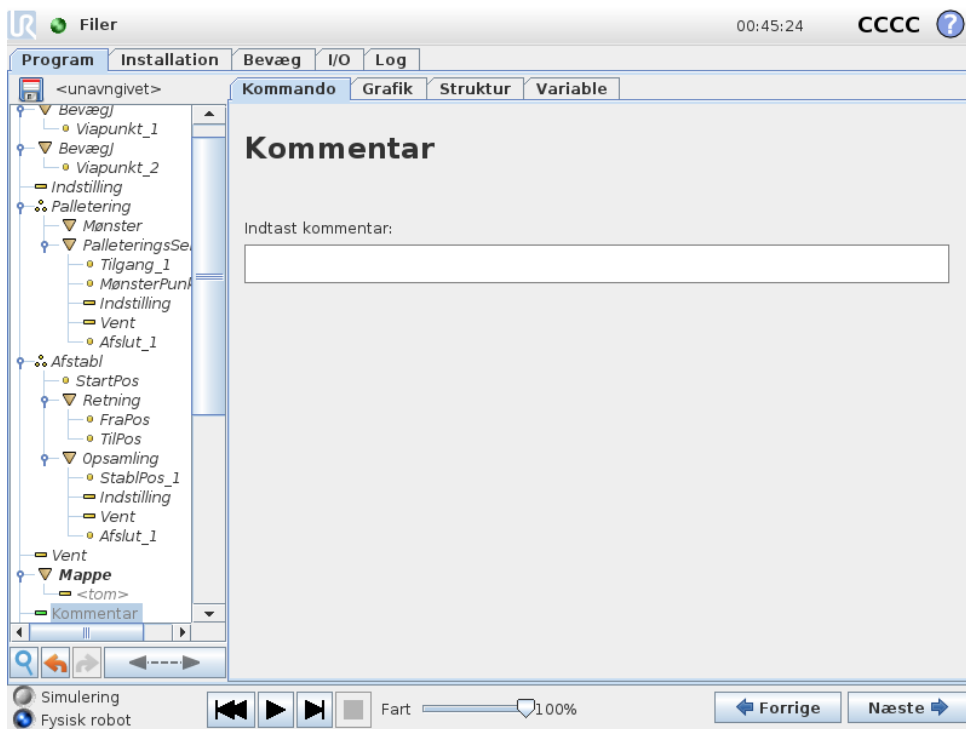 Filer
00:45:24
CCCC
?
Program
Installation
Bevæg
I/O
Log
<unavngivet>
Kommando
Grafik
Struktur
Variable
BevægJ
Viapunkt_1
BevægJ
Viapunkt_2
Indstilling
Palletering
Mønster
PalleteringsSe
Tilgang_1
MønsterPunk
Indstilling
Vent
Afslut_1
Afstabl
StartPos
Retning
FraPos
TilPos
Opsamling
StablPos_1
Indstilling
Vent
Afslut_1
Vent
Mappe
<tom>
Kommentar
Kommentar
Indtast kommentar:
Simulering
Fysisk robot
Fart
100%
Forrige
Næste